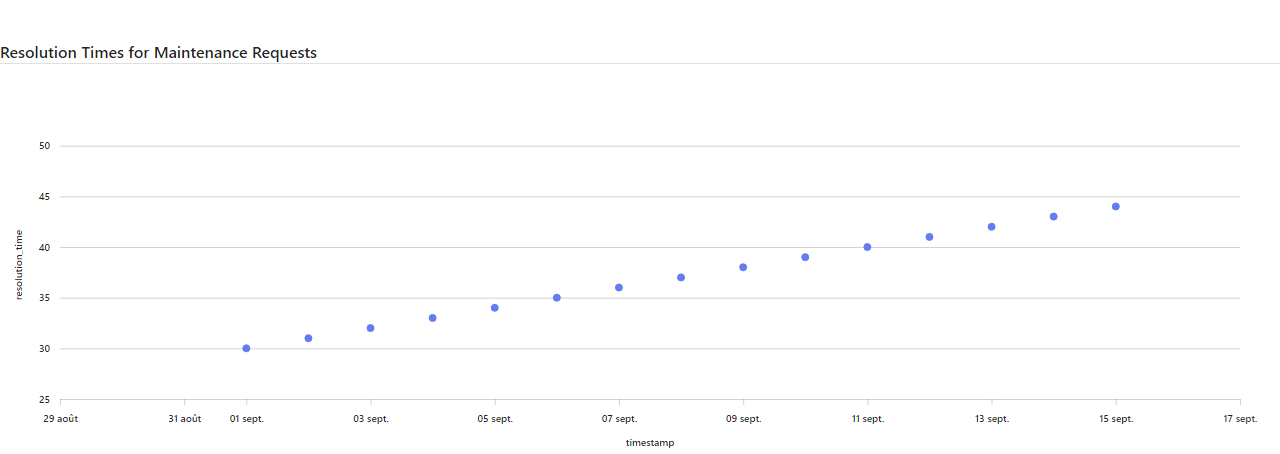 Resolution Times for Maintenance Requests
50
45
40
35
30
25
resolution_time
29 août 31 août 01 sept. 03 sept. 05 sept. 07 sept. 09 sept. 11 sept. 13 sept. 15 sept. 17 sept.
timestamp